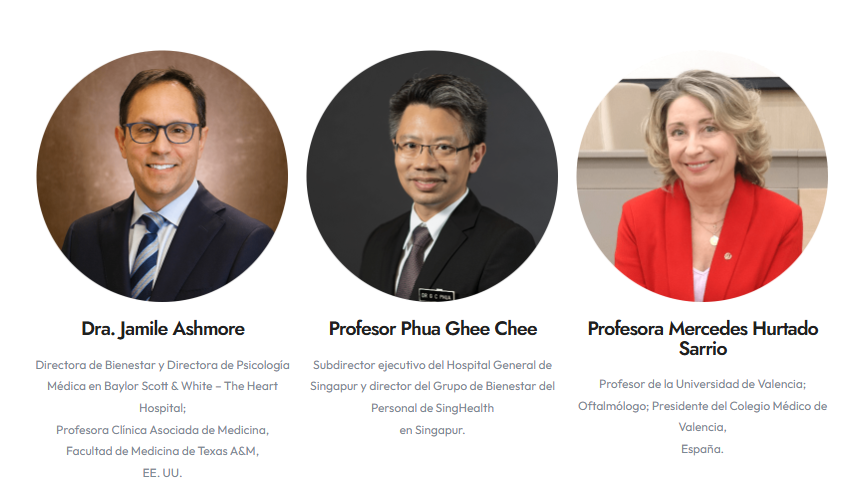 DR G C PHUA
Dra. Jamile Ashmore
Directora de Bienestar y Directora de Psicología
Médica en Baylor Scott & White – The Heart
Hospital;
Profesora Clínica Asociada de Medicina,
Facultad de Medicina de Texas A&M,
EE. UU.
Profesor Phua Ghee Chee
Subdirector ejecutivo del Hospital General de
Singapur y director del Grupo de Bienestar del
Personal de SingHealth
en Singapur.
Profesora Mercedes Hurtado
Sarrio
Profesor de la Universidad de Valencia;
Oftalmólogo; Presidente del Colegio Médico de
Valencia,
España.